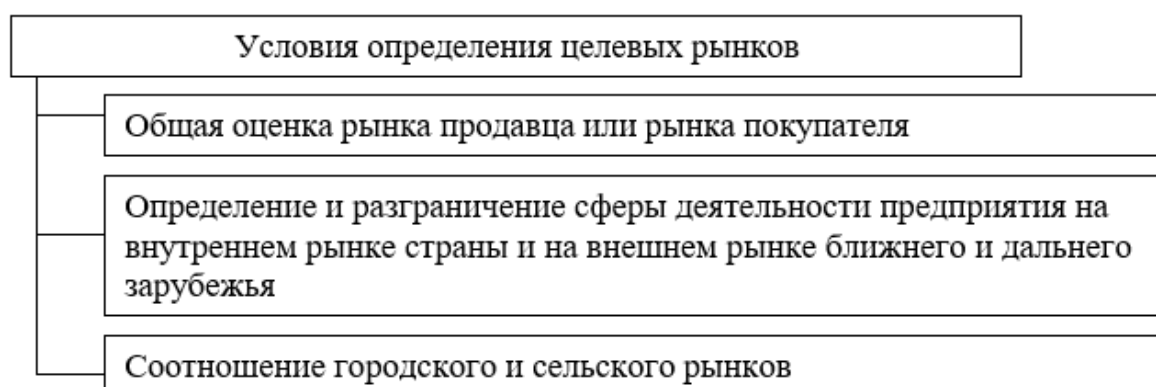 Условия определения целевых рынков
Общая оценка рынка продавца или рынка покупателя
Определение и разграничение сферы деятельности предприятия на
внутреннем рынке страны и на внешнем рынке ближнего и дальнего
зарубежья
Соотношение городского и сельского рынков